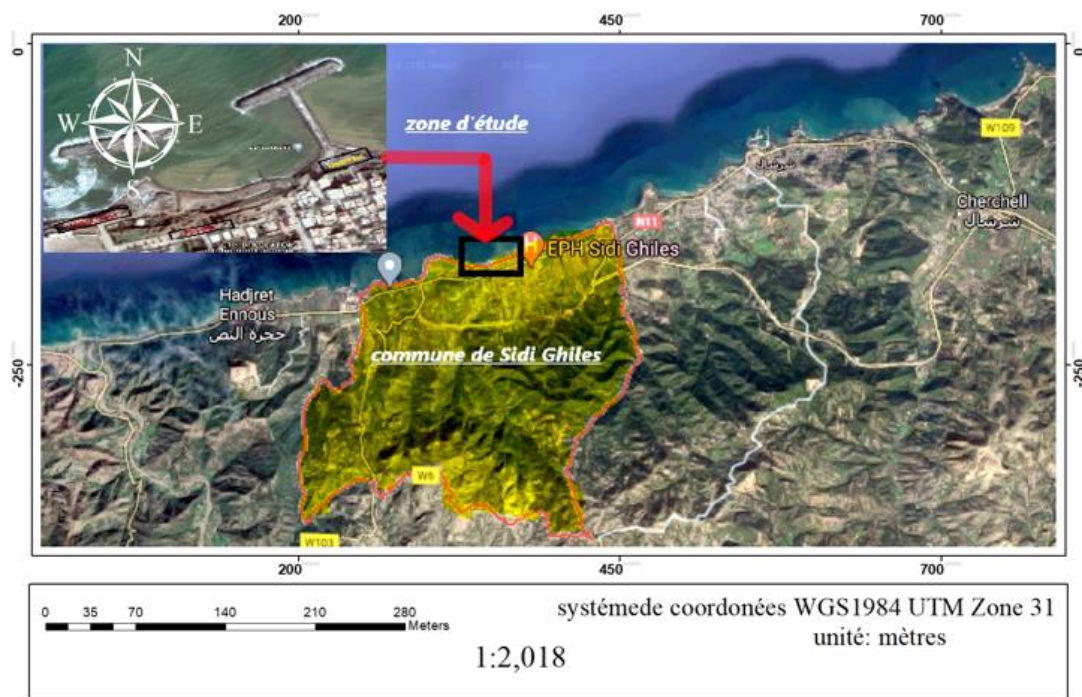 200
450
700
0
0
N
W
E
S
zone d'étude
W109
شرشال
Cherchell
شرشال
N11
H
EPH Sidi Ghiles
Hadjret
Ennous
حجرة النص
commune de Sidi Ghiles
-250
-250
W6
W103
200
450
700
0 35 70 140 210 280
Meters
systémede coordonées WGS1984 UTM Zone 31
unité: mètres
1:2,018